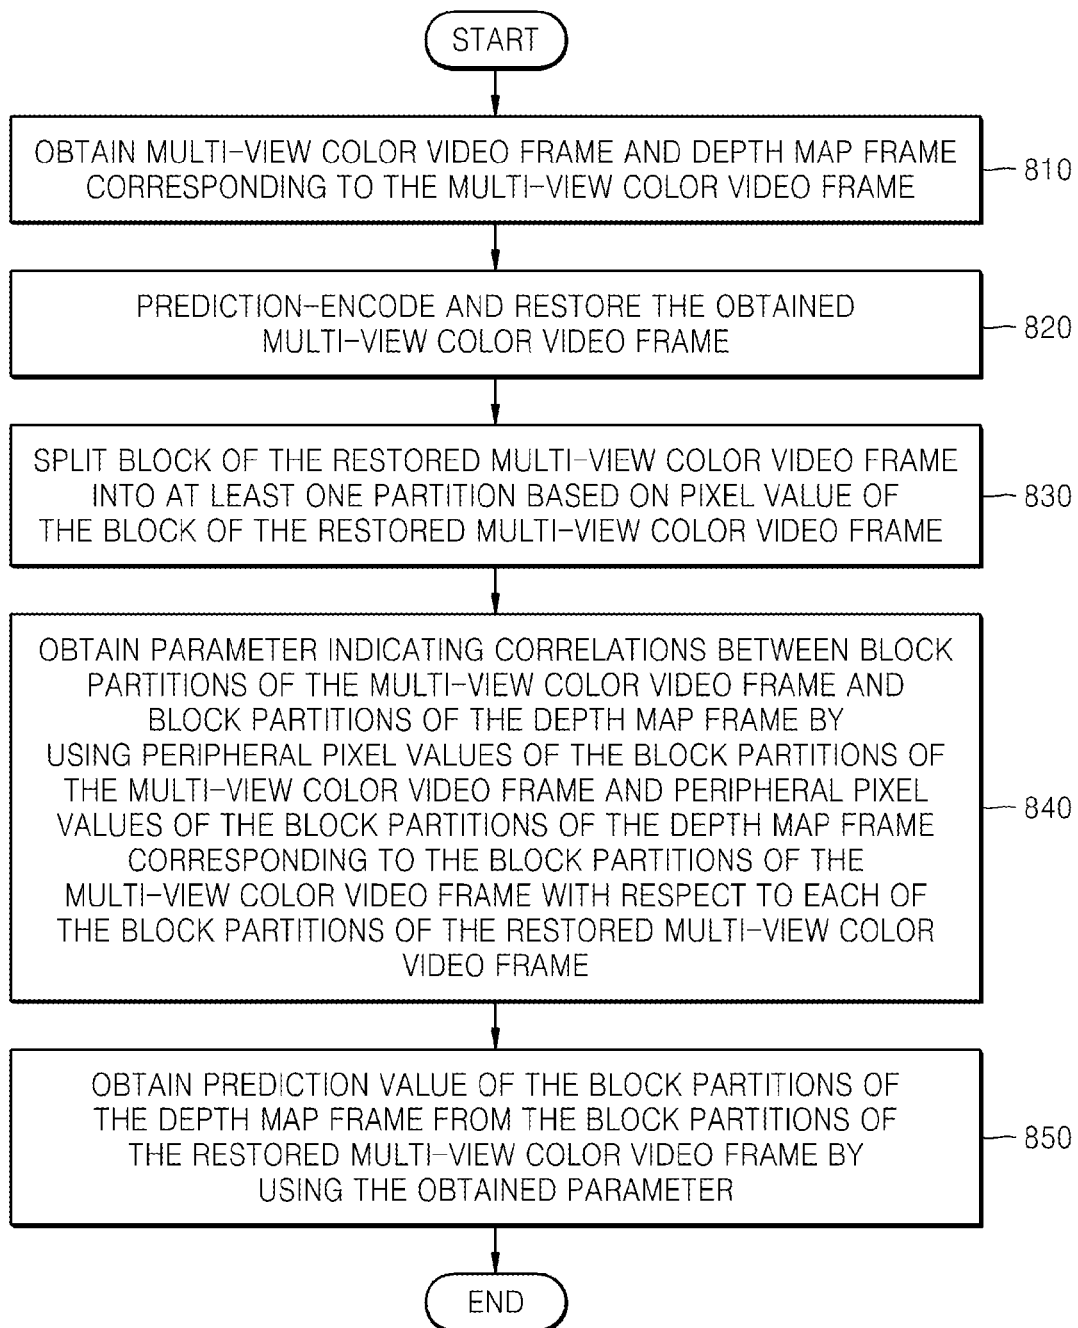 START
OBTAIN MULTI-VIEW COLOR VIDEO FRAME AND DEPTH MAP FRAME
CORRESPONDING TO THE MULTI-VIEW COLOR VIDEO FRAME
810
PREDICTION-ENCODE AND RESTORE THE OBTAINED
MULTI-VIEW COLOR VIDEO FRAME
820
SPLIT BLOCK OF THE RESTORED MULTI-VIEW COLOR VIDEO FRAME
INTO AT LEAST ONE PARTITION BASED ON PIXEL VALUE OF
THE BLOCK OF THE RESTORED MULTI-VIEW COLOR VIDEO FRAME
830
OBTAIN PARAMETER INDICATING CORRELATIONS BETWEEN BLOCK
PARTITIONS OF THE MULTI-VIEW COLOR VIDEO FRAME AND
BLOCK PARTITIONS OF THE DEPTH MAP FRAME BY
USING PERIPHERAL PIXEL VALUES OF THE BLOCK PARTITIONS OF
THE MULTI-VIEW COLOR VIDEO FRAME AND PERIPHERAL PIXEL
VALUES OF THE BLOCK PARTITIONS OF THE DEPTH MAP FRAME
CORRESPONDING TO THE BLOCK PARTITIONS OF THE
MULTI-VIEW COLOR VIDEO FRAME WITH RESPECT TO EACH OF
THE BLOCK PARTITIONS OF THE RESTORED MULTI-VIEW COLOR
VIDEO FRAME
840
OBTAIN PREDICTION VALUE OF THE BLOCK PARTITIONS OF
THE DEPTH MAP FRAME FROM THE BLOCK PARTITIONS OF
THE RESTORED MULTI-VIEW COLOR VIDEO FRAME BY
USING THE OBTAINED PARAMETER
850
END